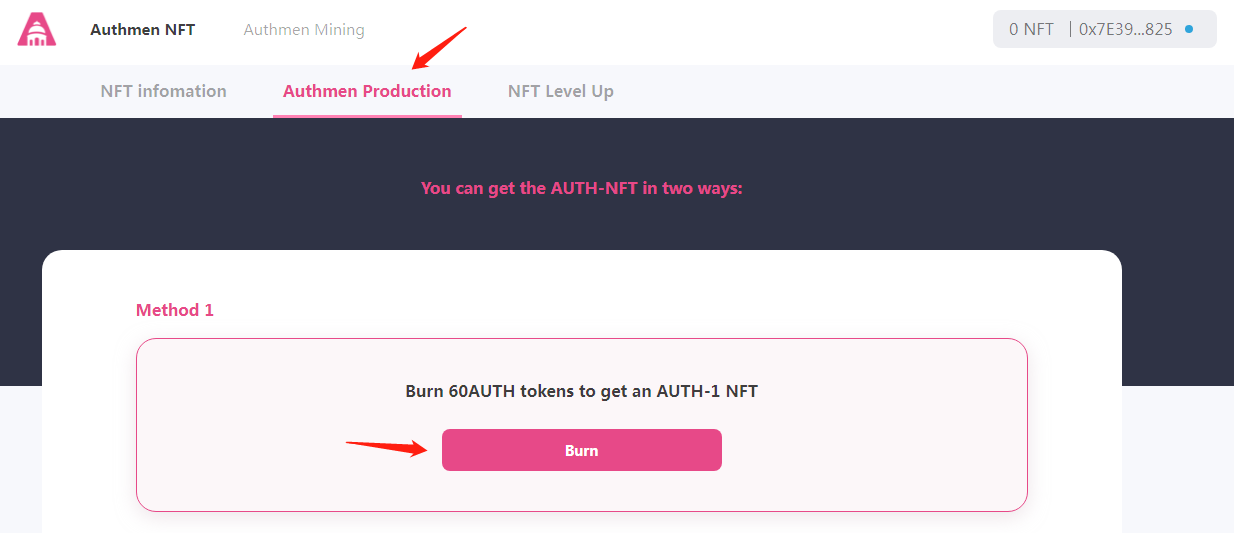 Authmen NFT
Authmen Mining
0 NFT | 0x7E39...825
NFT infomation
Authmen Production
NFT Level Up
You can get the AUTH-NFT in two ways:
Method 1
Burn 60AUTH tokens to get an AUTH-1 NFT
Burn